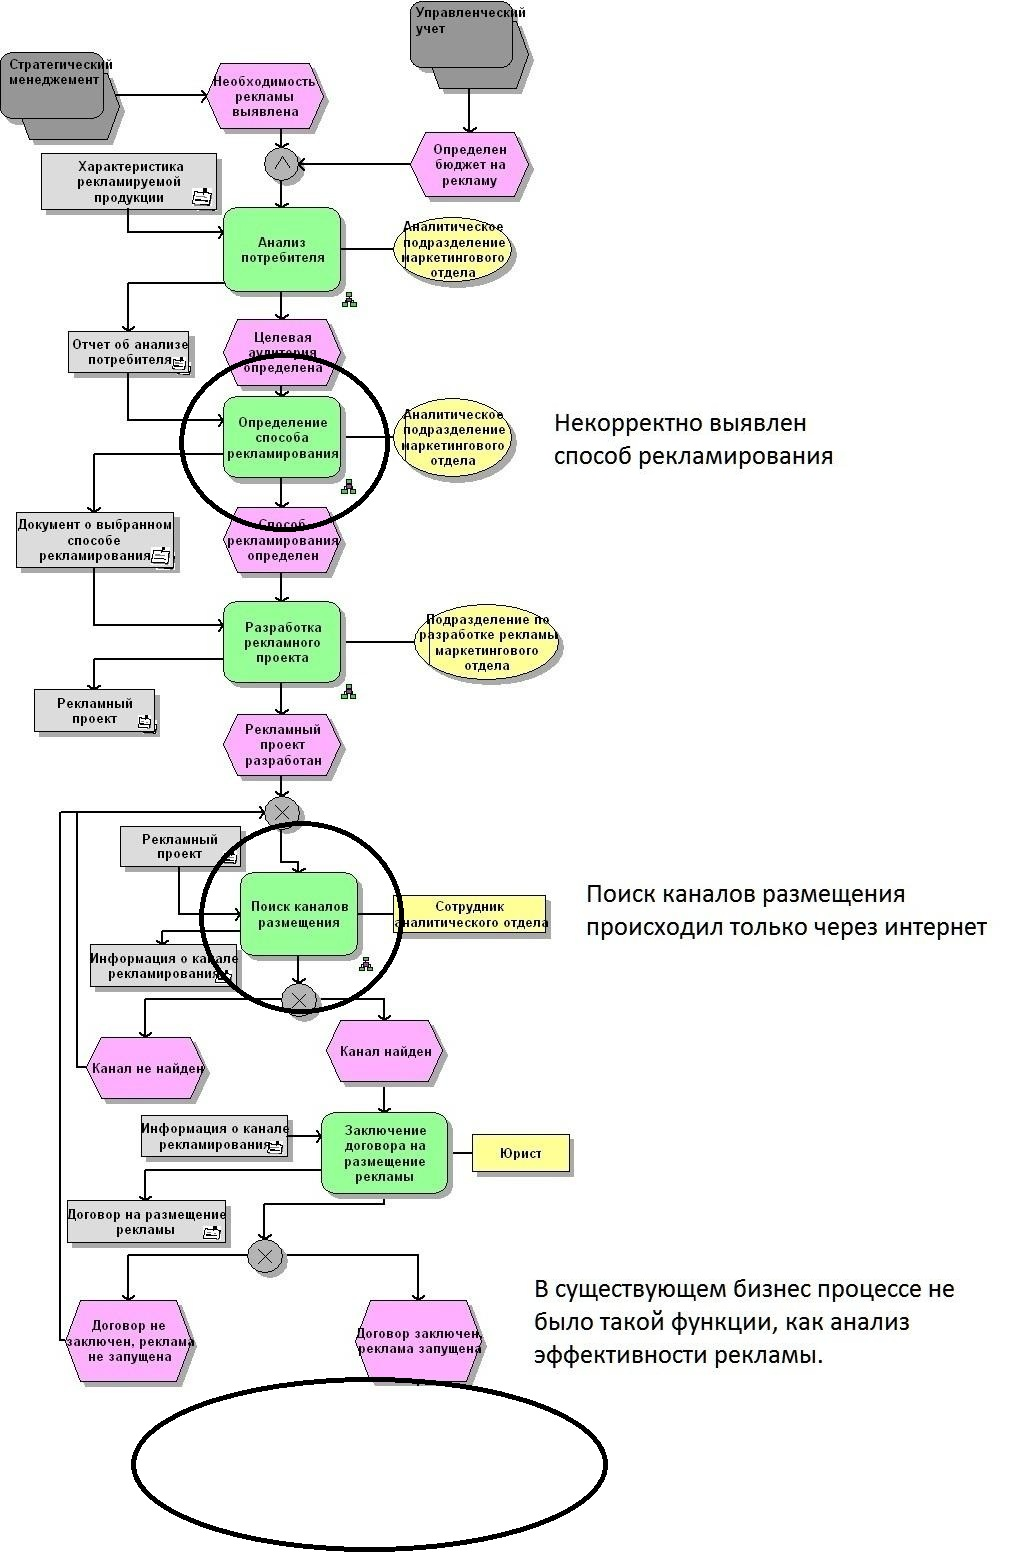 Управленческий
учет
Стратегический
менеджемент
Необходимость
рекламы
выявлена
Определен
бюджет на
рекламу
Характеристика
рекламируемой
продукции
Анализ
потребителя
Аналитическое
подразделение
маркетингового
отдела
Целевая
аудитория
определена
Отчет об анализе
потребителя
Определение
способа
рекламирования
Аналитическое
подразделение
маркетингового
отдела
Некорректно выявлен
способ рекламирования
Документ о выбранном
способе
рекламирования
Способ
рекламирования
определен
Разработка
рекламного
проекта
Подразделение по
разработке рекламы
маркетингового
отдела
Рекламный
проект
Рекламный
проект
разработан
Рекламный
проект
Поиск каналов
размещения
Сотрудник
аналитического отдела
Поиск каналов размещения
происходил только через интернет
Информация о канале
рекламирования
Канал не найден
Канал найден
Информация о канале
рекламирования
Заключение
договора на
размещение
рекламы
Юрист
Договор на размещение
рекламы
Договор не
заключен, реклама
не запущена
Договор заключен,
реклама запущена
В существующем бизнес процессе не
было такой функции, как анализ
эффективности рекламы.